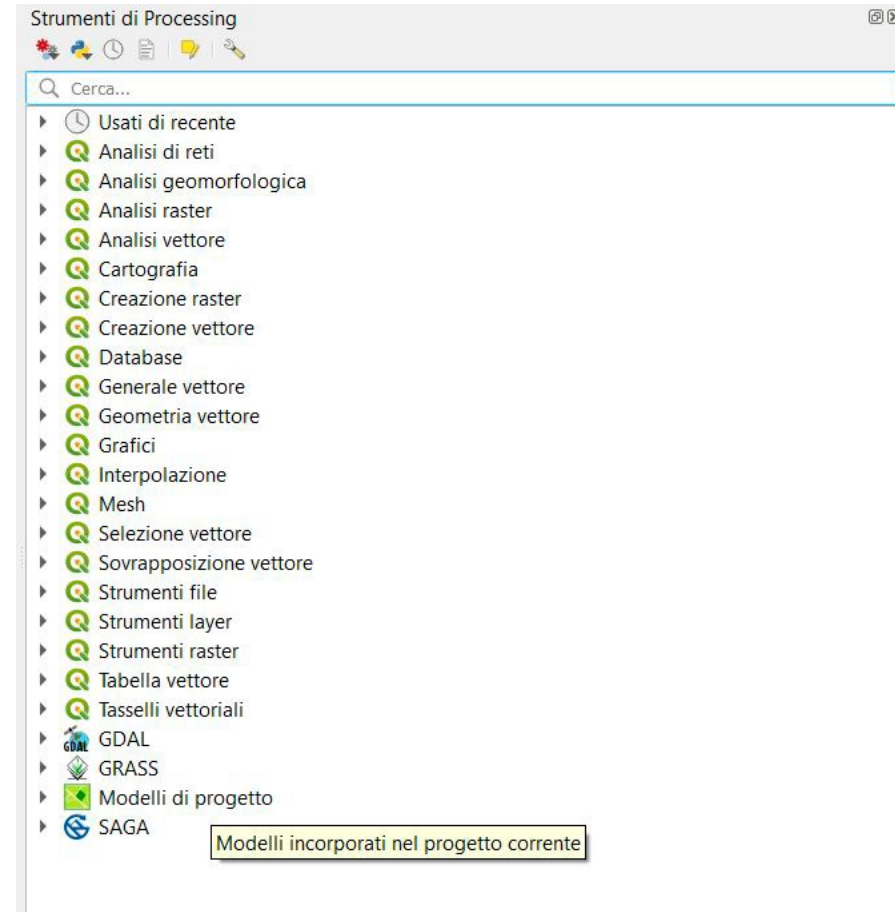 Strumenti di Processing
Cerca...
Usati di recente
Analisi di reti
Analisi geomorfologica
Analisi raster
Analisi vettore
Cartografia
Creazione raster
Creazione vettore
Database
Generale vettore
Geometria vettore
Grafici
Interpolazione
Mesh
Selezione vettore
Sovrapposizione vettore
Strumenti file
Strumenti layer
Strumenti raster
Tabella vettore
Tasselli vettoriali
GDAL GDAL
GRASS
Modelli di progetto
SAGA
Modelli incorporati nel progetto corrente